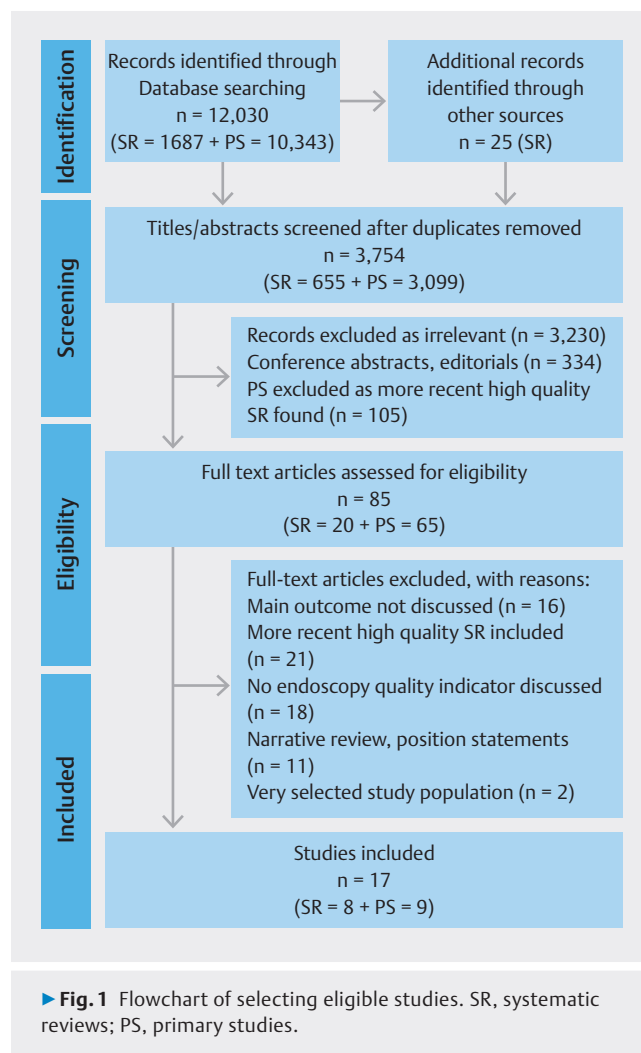 Identification
Records identified through
Database searching
n = 12,030
(SR = 1687 + PS = 10,343)
Additional records
identified through
other sources
n = 25 (SR)
Screening
Titles/abstracts screened after duplicates removed
n = 3,754
(SR = 655 + PS = 3,099)
Records excluded as irrelevant (n = 3,230)
Conference abstracts, editorials (n = 334)
PS excluded as more recent high quality
SR found (n = 105)
Eligibility
Full text articles assessed for eligibility
n = 85
(SR = 20 + PS = 65)
Full-text articles excluded, with reasons:
Main outcome not discussed (n = 16)
More recent high quality SR included
(n = 21)
No endoscopy quality indicator discussed
(n = 18)
Narrative review, position statements
(n = 11)
Very selected study population (n = 2)
Included
Studies included
n = 17
(SR = 8 + PS = 9)
▶ Fig. 1 Flowchart of selecting eligible studies. SR, systematic
reviews; PS, primary studies.